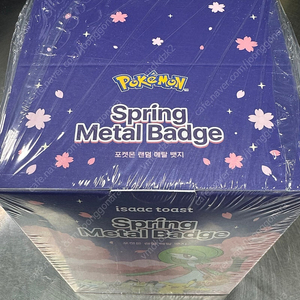 POKÉMON
Spring
Metal Badge
포켓몬 랜덤 메탈 뱃지
isaac toast
Spring
Metal Badge